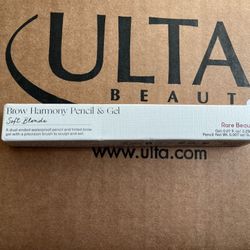 ULTA
BEAUT
Brow Harmony Pencil & Gel
Soft Blonde
A dual-ended waterproof pencil and tinted brow
gel with a precision brush to sculpt and set.
Rare Beau
www.ulta.com